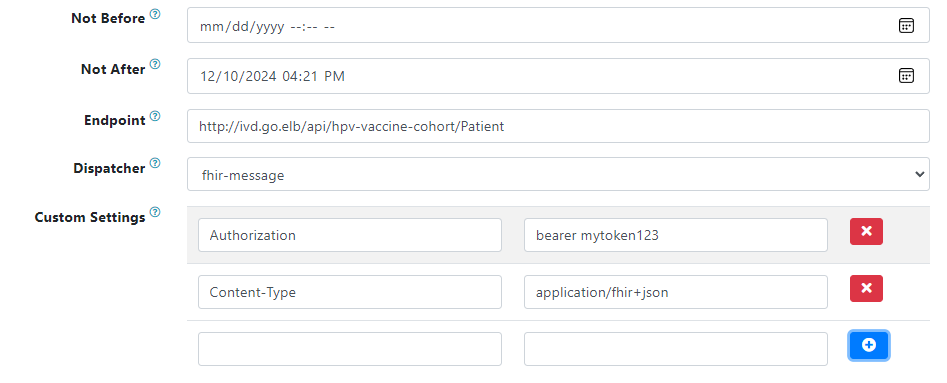 Not Before ?
mm/dd/yyyy --:-- --
Not After ?
12/10/2024 04:21 PM
Endpoint ?
http://ivd.go.elb/api/hpv-vaccine-cohort/Patient
Dispatcher ?
fhir-message
Custom Settings ?
Authorization bearer mytoken123
Content-Type application/fhir+json